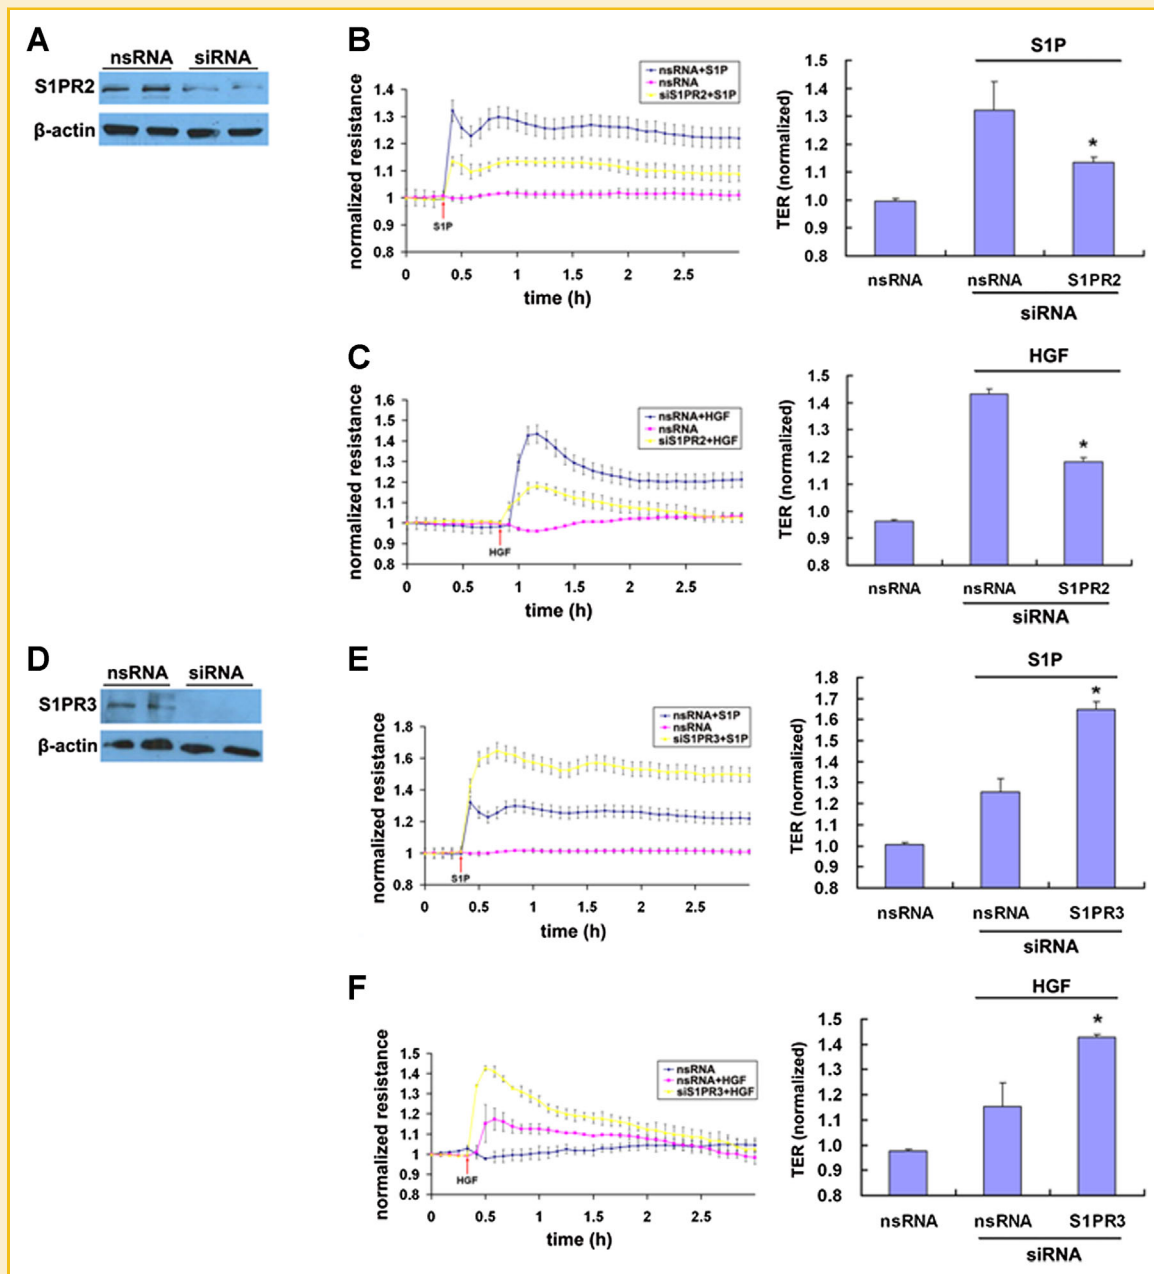 A
nsRNA siRNA
S1PR2
β-actin
B
normalized resistance
1.4
1.3
1.2
1.1
1
0.9
0.8
0 0.5 1 1.5 2 2.5
time (h)
S1P
nsRNA+S1P
nsRNA
siS1PR2+S1P
S1P
TER (normalized)
1.5
1.4
1.3
1.2
1.1
1.0
0.9
0.8
nsRNA nsRNA S1PR2
siRNA
*
C
normalized resistance
1.6
1.5
1.4
1.3
1.2
1.1
1
0.9
0.8
0 0.5 1 1.5 2 2.5
time (h)
HGF
nsRNA+HGF
nsRNA
siS1PR2+HGF
HGF
TER (normalized)
1.5
1.4
1.3
1.2
1.1
1.0
0.9
0.8
nsRNA nsRNA S1PR2
siRNA
*
D
nsRNA siRNA
S1PR3
β-actin
E
normalized resistance
1.8
1.6
1.4
1.2
1
0.8
0 0.5 1 1.5 2 2.5
time (h)
S1P
nsRNA+S1P
nsRNA
siS1PR3+S1P
S1P
TER (normalized)
1.8
1.7
1.6
1.5
1.4
1.3
1.2
1.1
1.0
0.9
0.8
nsRNA nsRNA S1PR3
siRNA
*
F
normalized resistance
1.5
1.4
1.3
1.2
1.1
1
0.9
0.8
0 0.5 1 1.5 2 2.5
time (h)
HGF
nsRNA
nsRNA+HGF
siS1PR3+HGF
HGF
TER (normalized)
1.5
1.4
1.3
1.2
1.1
1.0
0.9
0.8
nsRNA nsRNA S1PR3
siRNA
*